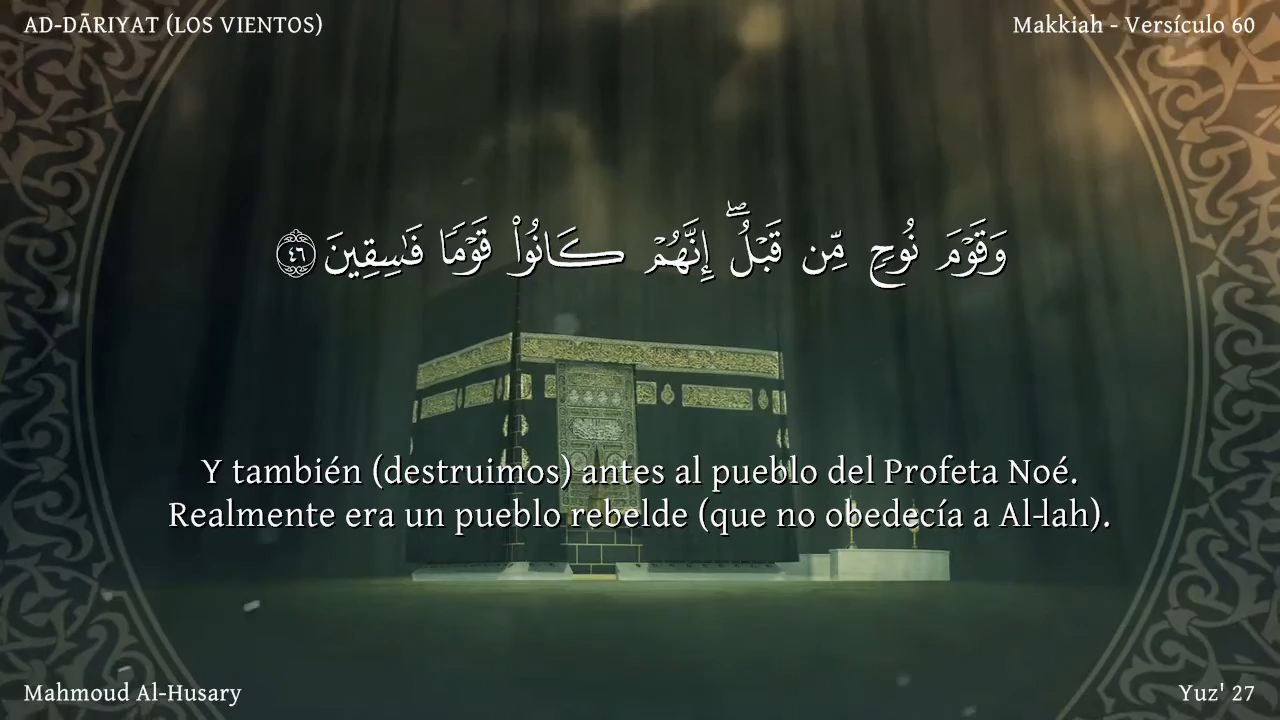 AD-DĀRIYAT (LOS VIENTOS)
Makkiah - Versículo 60
وَقَوْمَ نُوحٍ مِّن قَبْلُ ۖ إِنَّهُمْ كَانُوا۟ قَوْمًا فَـٰسِقِينَ ٤٦
Y también (destruimos) antes al pueblo del Profeta Noé.
Realmente era un pueblo rebelde (que no obedecía a Al-lah).
Mahmoud Al-Husary
Yuz' 27